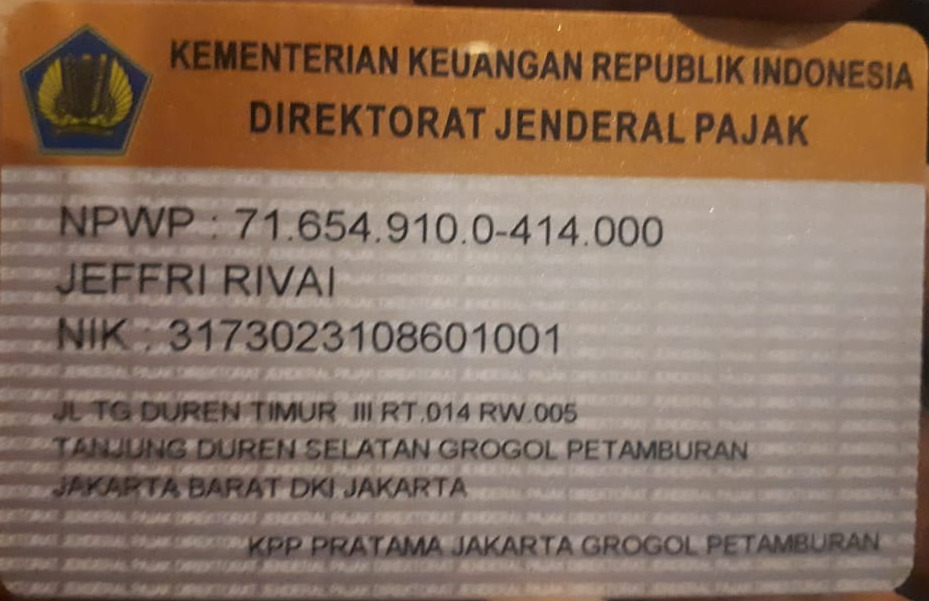 KEMENTERIAN KEUANGAN REPUBLIK INDONESIA
DIREKTORAT JENDERAL PAJAK
NPWP : 71.654.910.0-414.000
JEFFRI RIVAI
NIK : 3173023108601001
JL TG DUREN TIMUR III RT.014 RW.005
TANJUNG DUREN SELATAN GROGOL PETAMBURAN
JAKARTA BARAT DKI JAKARTA
KPP PRATAMA JAKARTA GROGOL PETAMBURAN